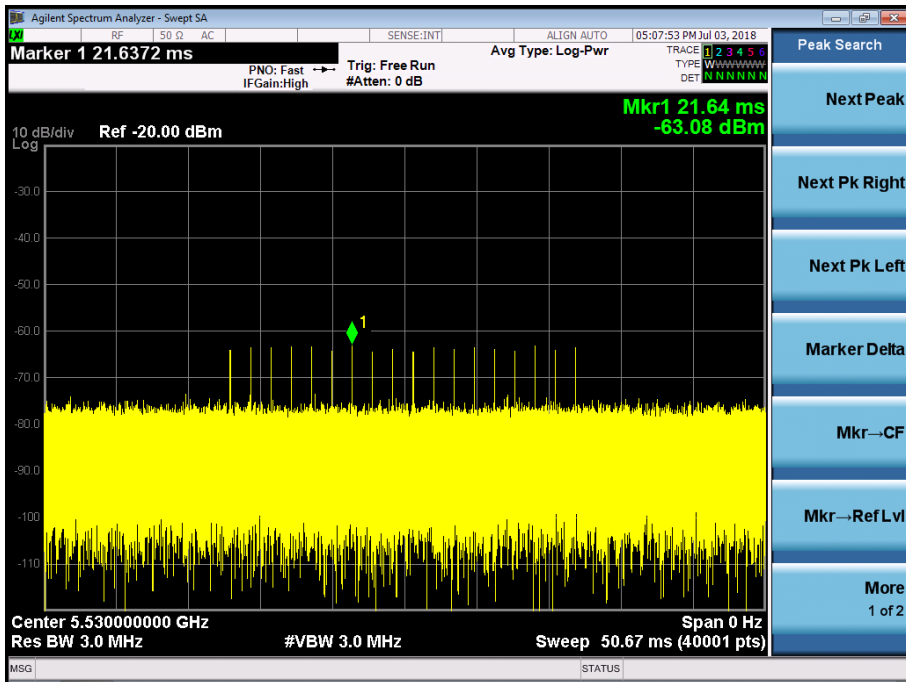 Agilent Spectrum Analyzer - Swept SA
LXI RF 50 Ω AC SENSE:INT ALIGN AUTO 05:07:53 PM Jul 03, 2018
Marker 1 21.6372 ms
PNO: Fast
IFGain:High
Trig: Free Run
#Atten: 0 dB
Avg Type: Log-Pwr
TRACE 1 2 3 4 5 6
TYPE WWWWWW
DET N N N N N N
Peak Search
Mkr1 21.64 ms
-63.08 dBm
10 dB/div Ref -20.00 dBm
Log
-30.0
-40.0
-50.0
-60.0
-70.0
-80.0
-90.0
-100
-110
1
Center 5.530000000 GHz Span 0 Hz
Res BW 3.0 MHz #VBW 3.0 MHz Sweep 50.67 ms (40001 pts)
MSG STATUS
Next Peak
Next Pk Right
Next Pk Left
Marker Delta
Mkr→CF
Mkr→Ref Lvl
More
1 of 2